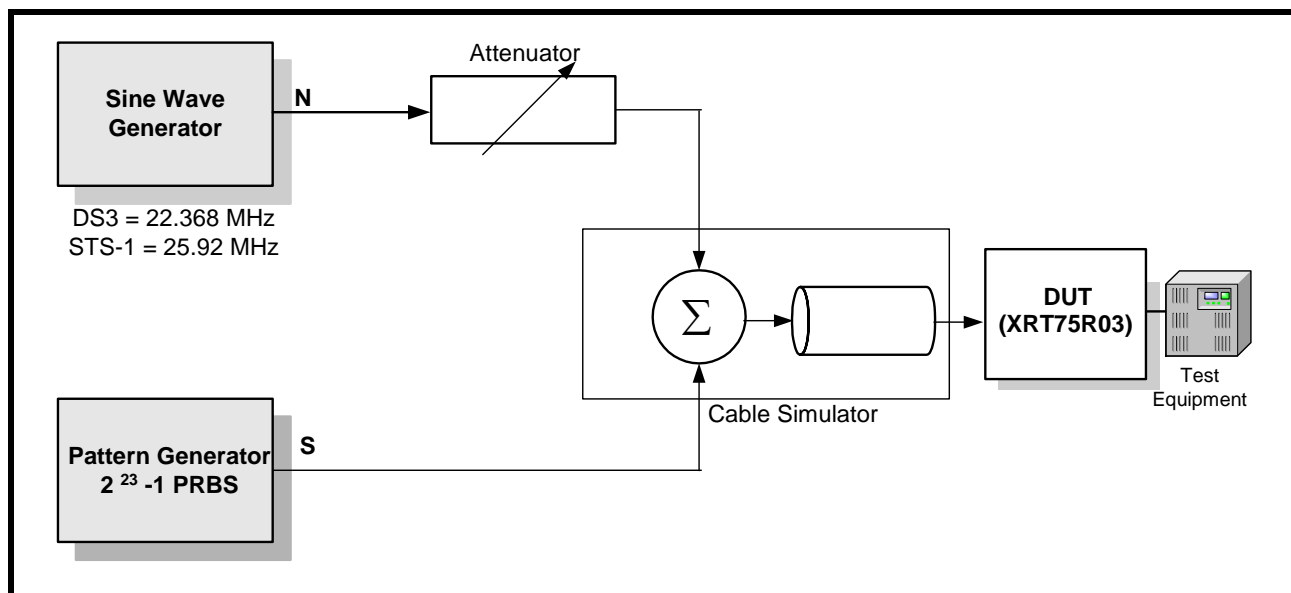 Attenuator
Sine Wave
Generator
N
DS3 = 22.368 MHz
STS-1 = 25.92 MHz
Σ
DUT
(XRT75R03)
Test
Equipment
Cable Simulator
Pattern Generator
2 23 -1 PRBS
S